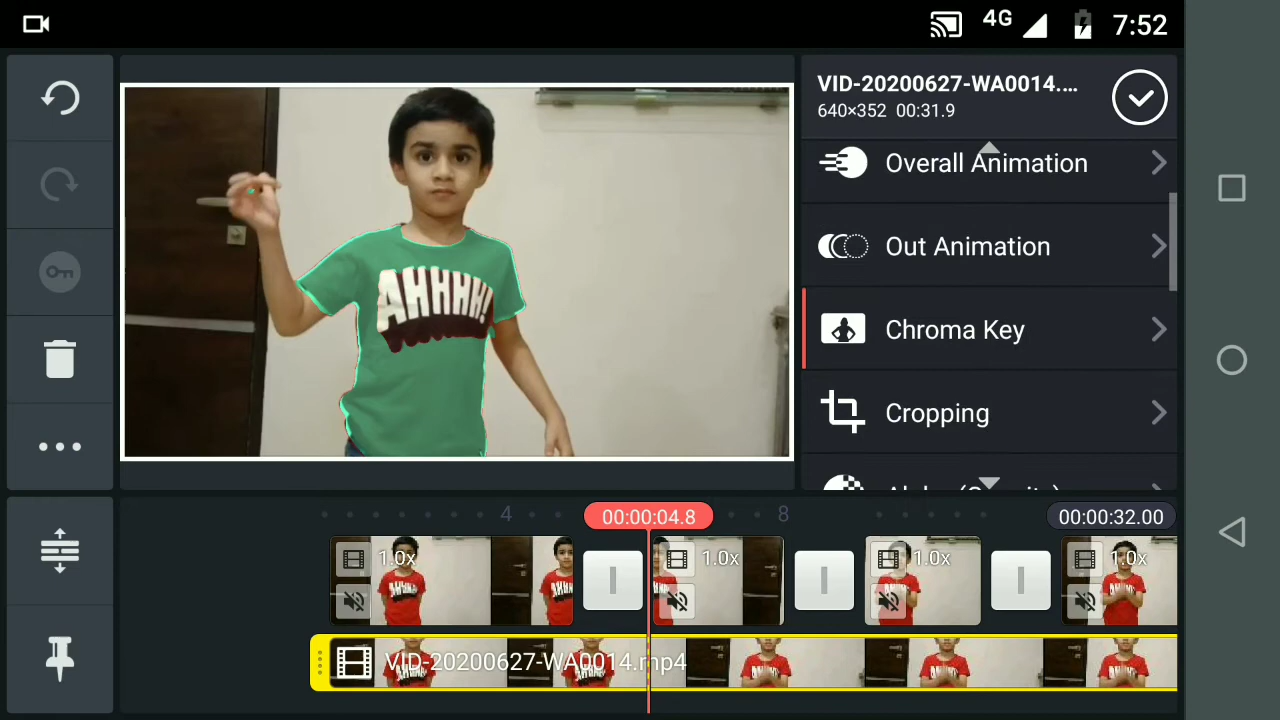 4G 7:52
VID-20200627-WA0014....
640×352 00:31.9
Overall Animation
Out Animation
Chroma Key
Cropping
AHHHH!
4
00:00:04.8
8
00:00:32.00
1.0x
1.0x
1.0x
1.0x
VID-20200627-WA0014.mp4